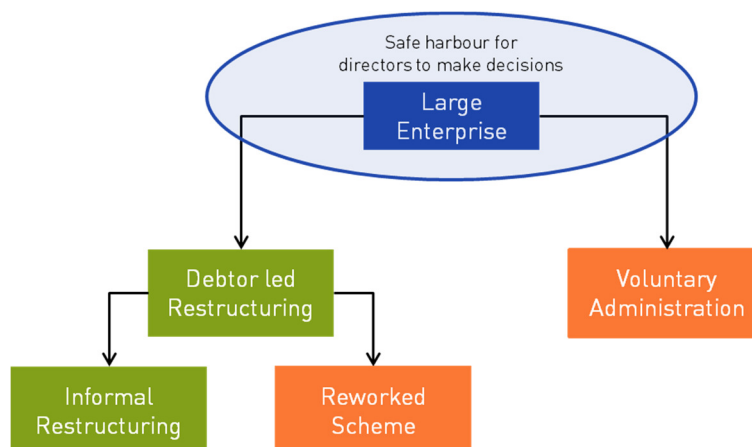 Safe harbour for
directors to make decisions
Large
Enterprise
Debtor led
Restructuring
Voluntary
Administration
Informal
Restructuring
Reworked
Scheme